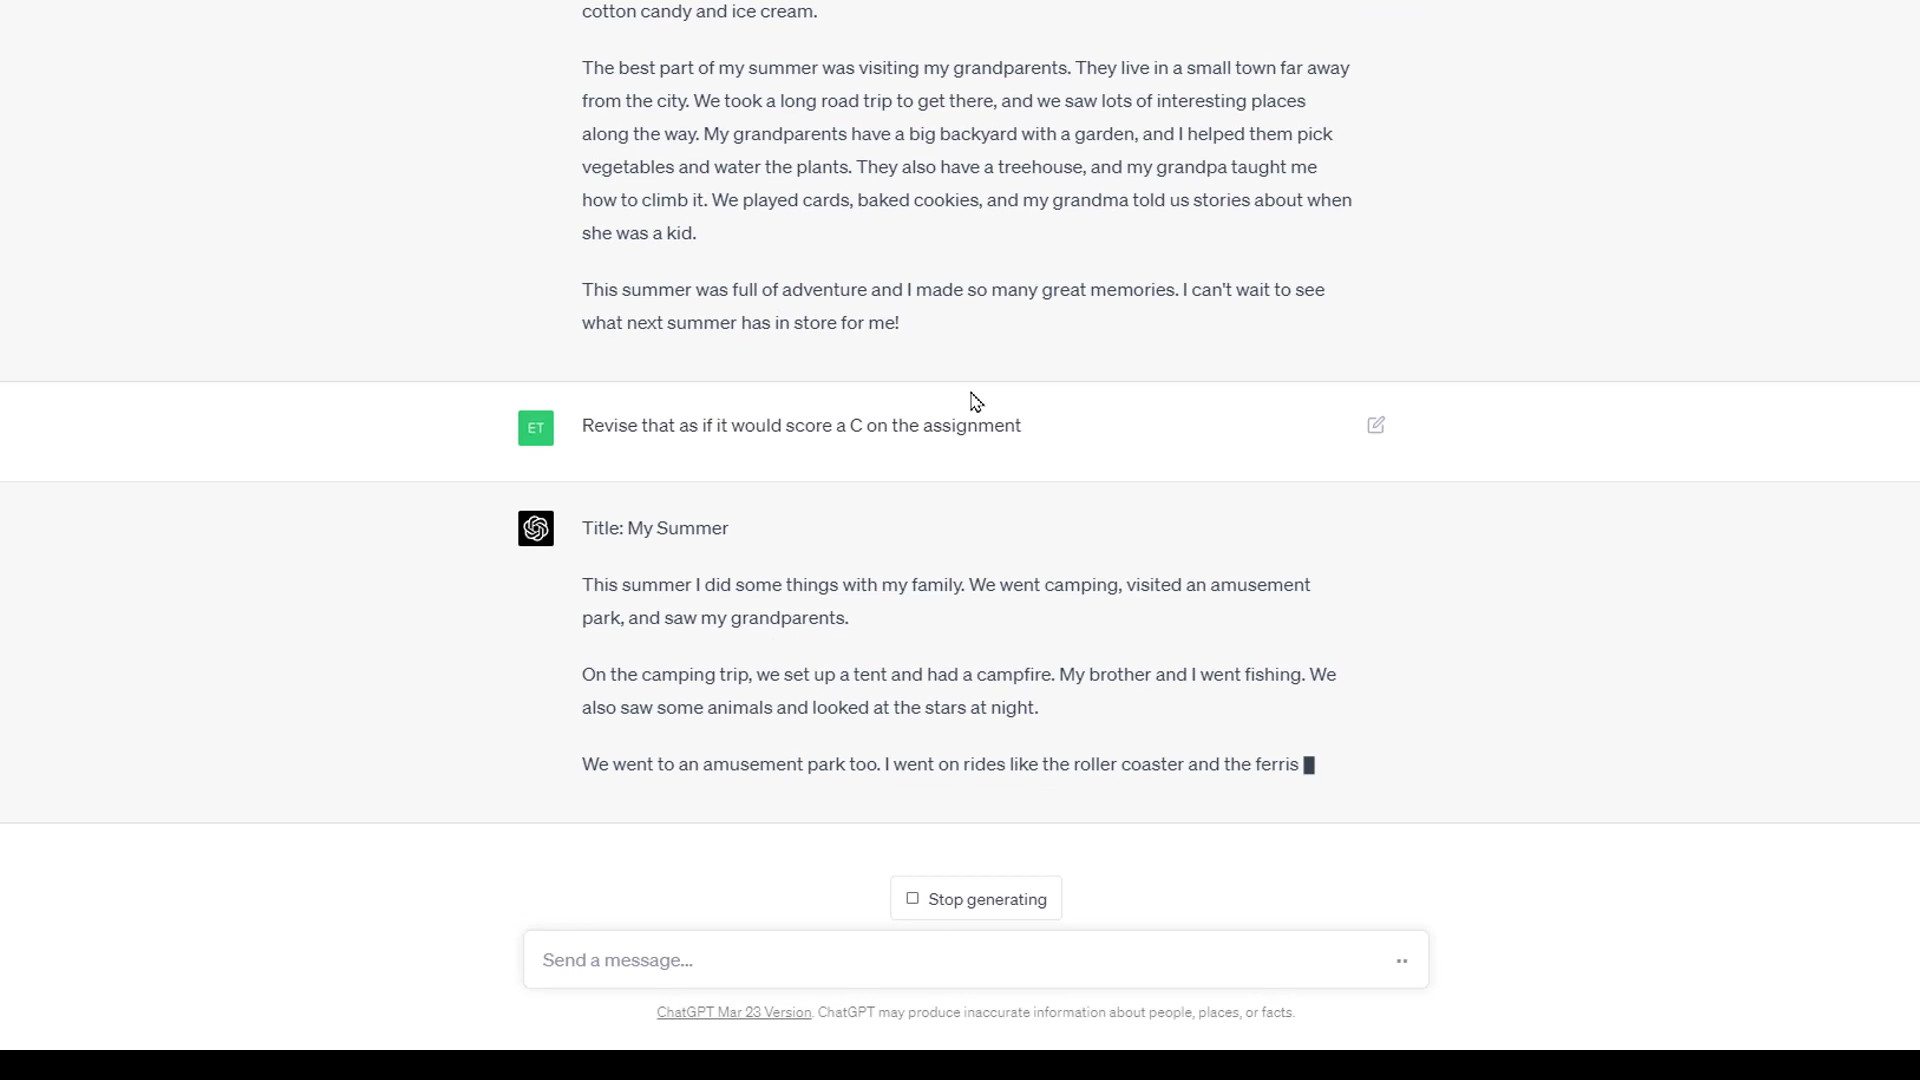 cotton candy and ice cream.
The best part of my summer was visiting my grandparents. They live in a small town far away
from the city. We took a long road trip to get there, and we saw lots of interesting places
along the way. My grandparents have a big backyard with a garden, and I helped them pick
vegetables and water the plants. They also have a treehouse, and my grandpa taught me
how to climb it. We played cards, baked cookies, and my grandma told us stories about when
she was a kid.
This summer was full of adventure and I made so many great memories. I can't wait to see
what next summer has in store for me!
ET
Revise that as if it would score a C on the assignment
Title: My Summer
This summer I did some things with my family. We went camping, visited an amusement
park, and saw my grandparents.
On the camping trip, we set up a tent and had a campfire. My brother and I went fishing. We
also saw some animals and looked at the stars at night.
We went to an amusement park too. I went on rides like the roller coaster and the ferris
Stop generating
Send a message...
ChatGPT Mar 23 Version. ChatGPT may produce inaccurate information about people, places, or facts.